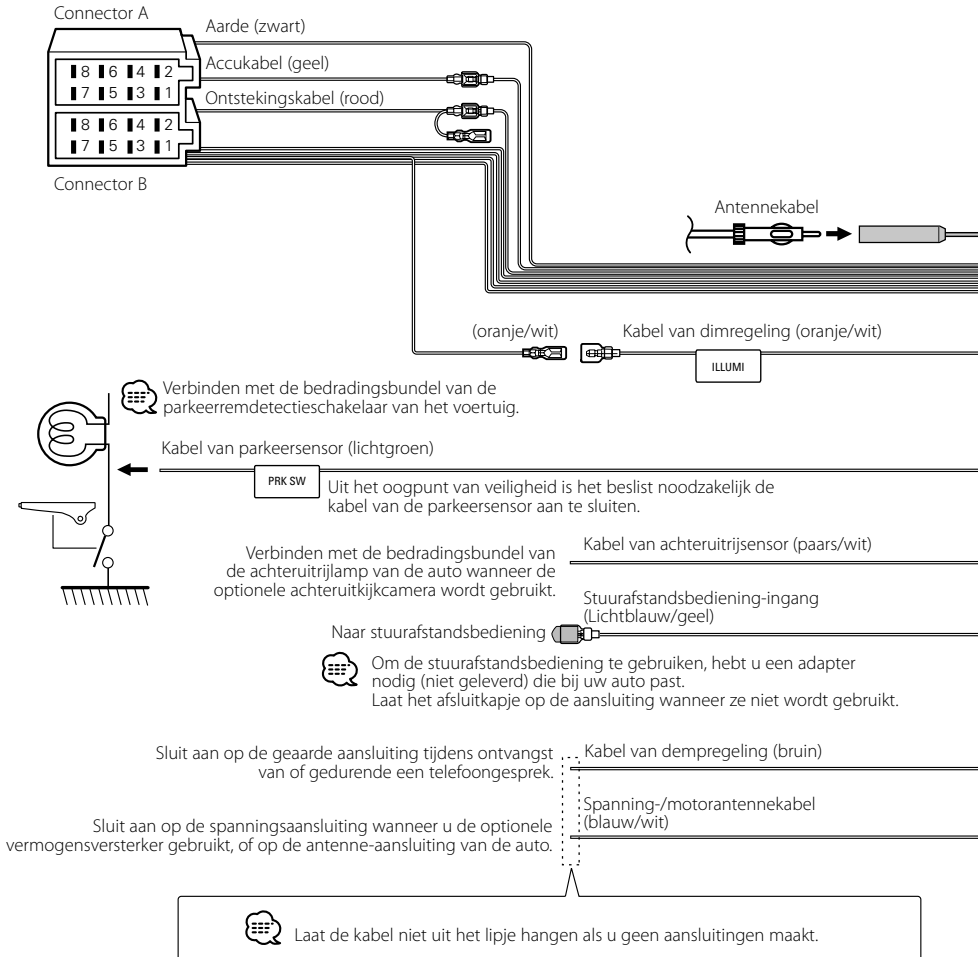 Connector A
Aarde (zwart)
Accukabel (geel)
8 6 4 2
7 5 3 1
Ontstekingskabel (rood)
8 6 4 2
7 5 3 1
Connector B
Antennekabel
(oranje/wit)
Kabel van dimregeling (oranje/wit)
ILLUMI
Verbinden met de bedradingsbundel van de
parkeerremdetectieschakelaar van het voertuig.
Kabel van parkeersensor (lichtgroen)
PRK SW
Uit het oogpunt van veiligheid is het beslist noodzakelijk de
kabel van de parkeersensor aan te sluiten.
Verbinden met de bedradingsbundel van
de achteruitrijlamp van de auto wanneer de
optionele achteruitkijkcamera wordt gebruikt.
Kabel van achteruitrijsensor (paars/wit)
Stuurafstandsbediening-ingang
(Lichtblauw/geel)
Naar stuurafstandsbediening
Om de stuurafstandsbediening te gebruiken, hebt u een adapter
nodig (niet geleverd) die bij uw auto past.
Laat het afsluitkapje op de aansluiting wanneer ze niet wordt gebruikt.
Sluit aan op de geaarde aansluiting tijdens ontvangst
van of gedurende een telefoongesprek.
Kabel van dempregeling (bruin)
Spanning-/motorantennekabel
(blauw/wit)
Sluit aan op de spanningsaansluiting wanneer u de optionele
vermogensversterker gebruikt, of op de antenne-aansluiting van de auto.
Laat de kabel niet uit het lipje hangen als u geen aansluitingen maakt.